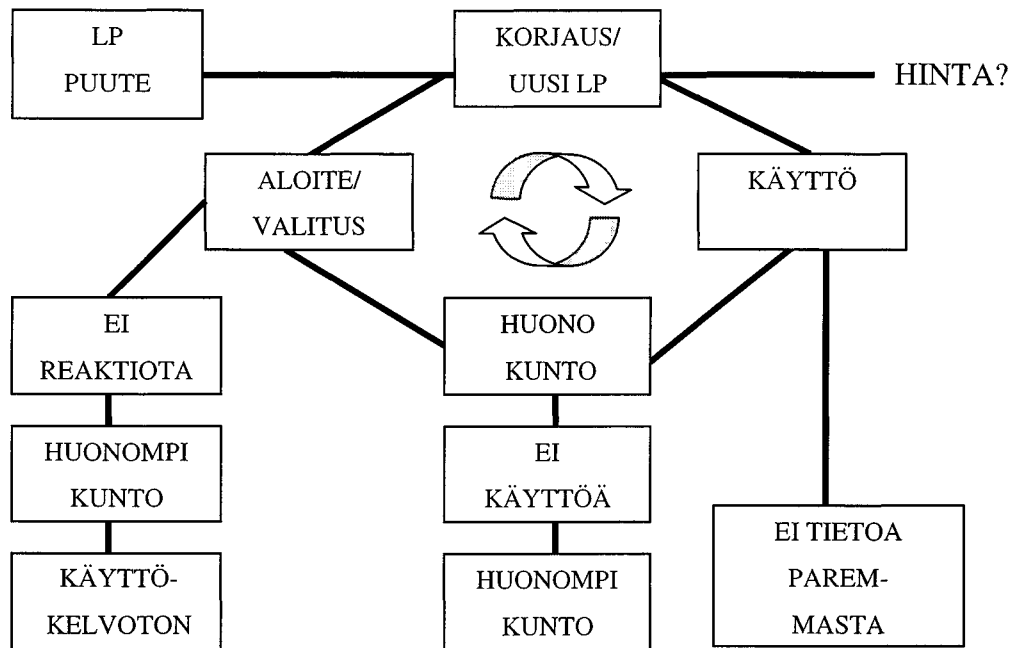 LP
PUUTE
KORJAUS/
UUSI LP
HINTA?
ALOITE/
VALITUS
KÄYTTÖ
EI
REAKTIOTA
HUONO
KUNTO
HUONOMPI
KUNTO
EI
KÄYTTÖÄ
EI TIETOA
PAREM-
MASTA
KÄYTTÖ-
KELVOTON
HUONOMPI
KUNTO